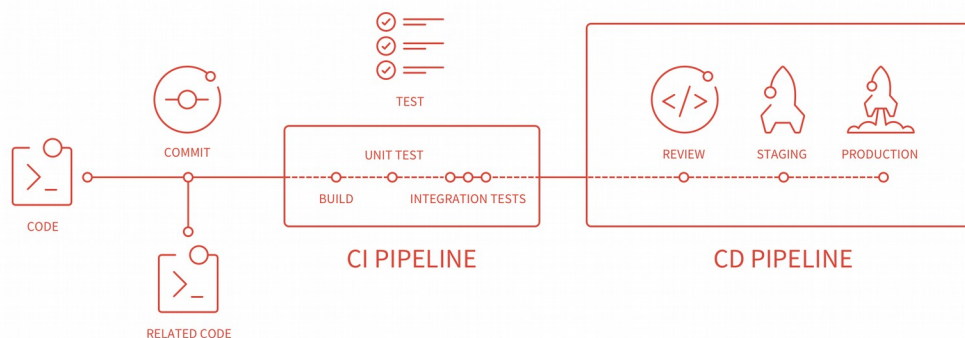 CODE
COMMIT
RELATED CODE
TEST
UNIT TEST
BUILD
INTEGRATION TESTS
CI PIPELINE
REVIEW
STAGING
PRODUCTION
CD PIPELINE